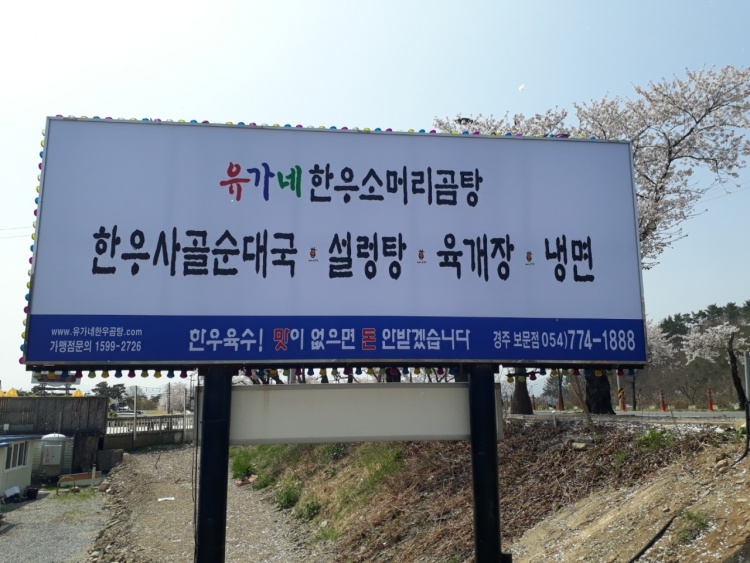 유가네 한웅소머리곰탕
한웅사골순대국 · 설렁탕 · 육개장 · 냉면
www.유가네한우곰탕.com
가맹점문의 1599-2726
한우육수! 맛이 없으면 돈 안받겠습니다
경주 보문점 054)774-1888